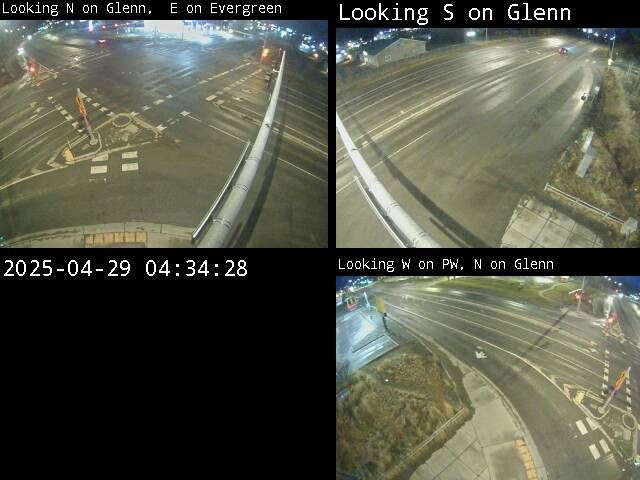 Looking N on Glenn, E on Evergreen
Looking S on Glenn
2025-04-29 04:34:28
Looking W on PW, N on Glenn